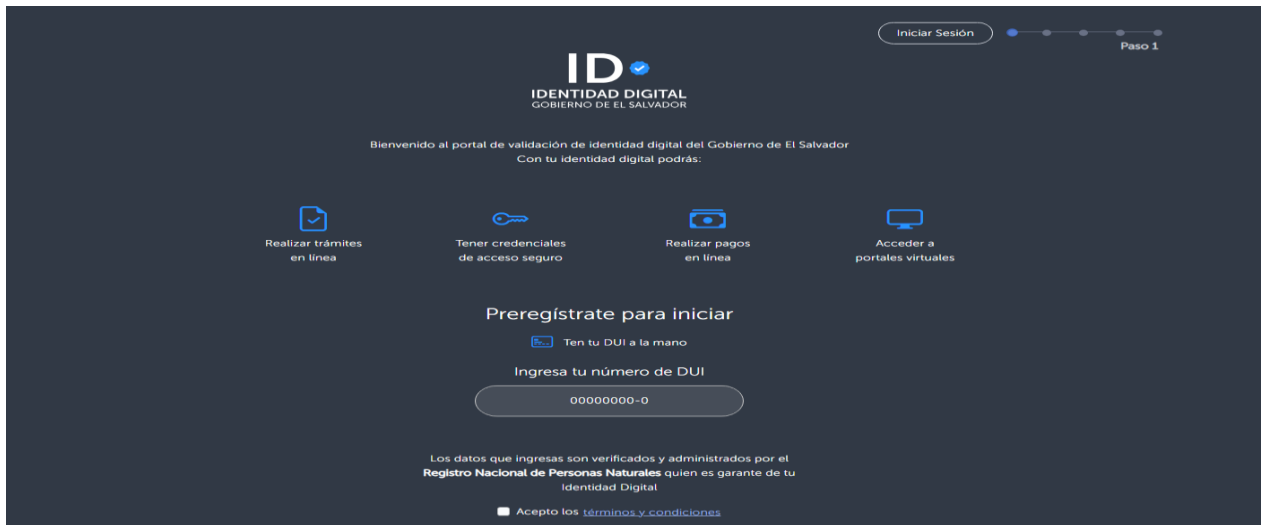 Iniciar Sesión
Paso 1
ID
IDENTIDAD DIGITAL
GOBIERNO DE EL SALVADOR
Bienvenido al portal de validación de identidad digital del Gobierno de El Salvador
Con tu identidad digital podrás:
Realizar trámites
en línea
Tener credenciales
de acceso seguro
Realizar pagos
en línea
Acceder a
portales virtuales
Preregístrate para iniciar
Ten tu DUI a la mano
Ingresa tu número de DUI
00000000-0
Los datos que ingresas son verificados y administrados por el
Registro Nacional de Personas Naturales quien es garante de tu
Identidad Digital
Acepto los términos y condiciones